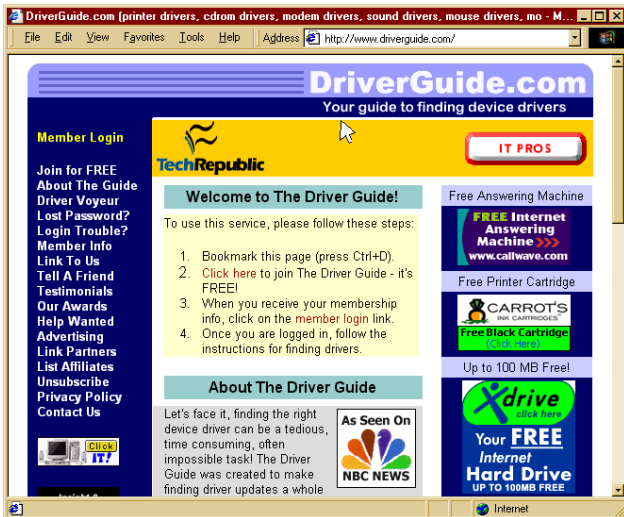 DriverGuide.com (printer drivers, cdrom drivers, modem drivers, sound drivers, mouse drivers, mo - M...
File Edit View Favorites Tools Help Address http://www.driverguide.com/
DriverGuide.com
Your guide to finding device drivers
Member Login
Join for FREE
About The Guide
Driver Voyeur
Lost Password?
Login Trouble?
Member Info
Link To Us
Tell A Friend
Testimonials
Our Awards
Help Wanted
Advertising
Link Partners
List Affiliates
Unsubscribe
Privacy Policy
Contact Us
Click
IT!
TechRepublic
IT PROS
Welcome to The Driver Guide!
To use this service, please follow these steps:
1. Bookmark this page (press Ctrl+D).
2. Click here to join The Driver Guide - it's
FREE!
3. When you receive your membership
info, click on the member login link.
4. Once you are logged in, follow the
instructions for finding drivers.
About The Driver Guide
Let's face it, finding the right
device driver can be a tedious,
time consuming, often
impossible task! The Driver
Guide was created to make
finding driver updates a whole
As Seen On
NBC NEWS
Free Answering Machine
FREE Internet
Answering
Machine >>>
www.callwave.com
Free Printer Cartridge
CARROT'S
INK CARTRIDGES
Free Black Cartridge
(Click Here)
Up to 100 MB Free!
Xdrive
click here
Your FREE
Internet
Hard Drive
UP TO 100MB FREE
Internet